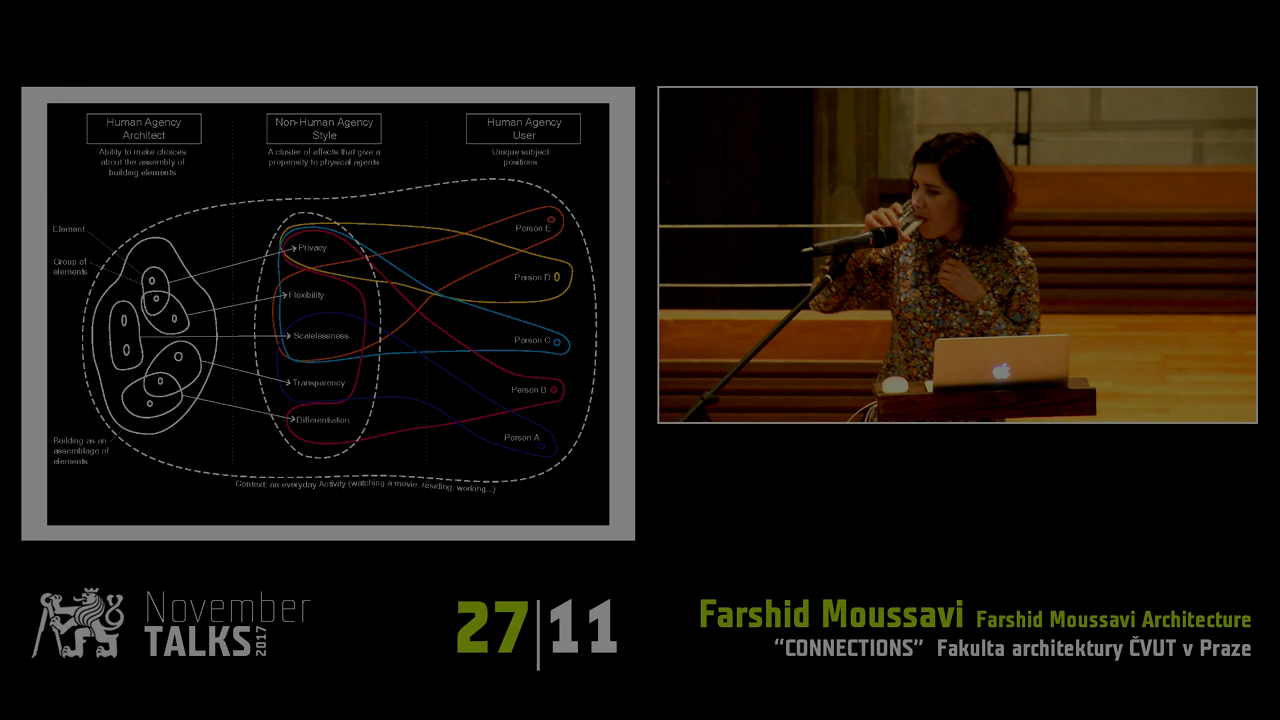 Human Agency
Architect
Ability to make choices
about the assembly of
building elements
Non-Human Agency
Style
A cluster of affects that give a
propensity to physical agents
Human Agency
User
Unique subject
positions
Element
Group of
elements
Building as an
assemblage of
elements
Privacy
Flexibility
Scalelessness
Transparency
Differentiation
Person E
Person D
Person C
Person B
Person A
Context: an everyday Activity (watching a movie, residing, working...)
November
TALKS 2017
27|11
Farshid Moussavi Farshid Moussavi Architecture
“CONNECTIONS” Fakulta architektury ČVUT v Praze